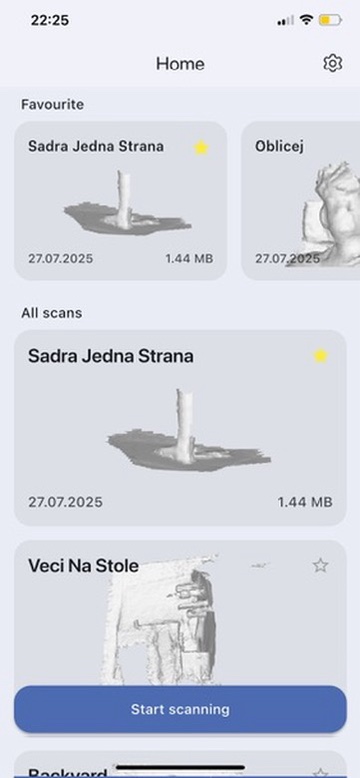 22:25
Home
Favourite
Sadra Jedna Strana
27.07.2025 1.44 MB
Oblicej
27.07.2025
All scans
Sadra Jedna Strana
27.07.2025 1.44 MB
Veci Na Stole
Start scanning
Backyard